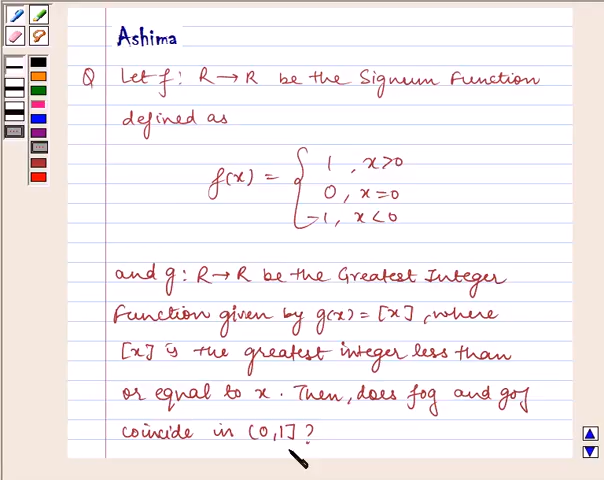 Ashima
Q Let f : R → R be the Signum Function
defined as
f(x) = { 1 , x>0
0 , x=0
-1 , x<0
and g : R → R be the Greatest Integer
Function given by g(x) = [x] , where
[x] is the greatest integer less than
or equal to x . Then, does fog and gof
coincide in (0,1] ?